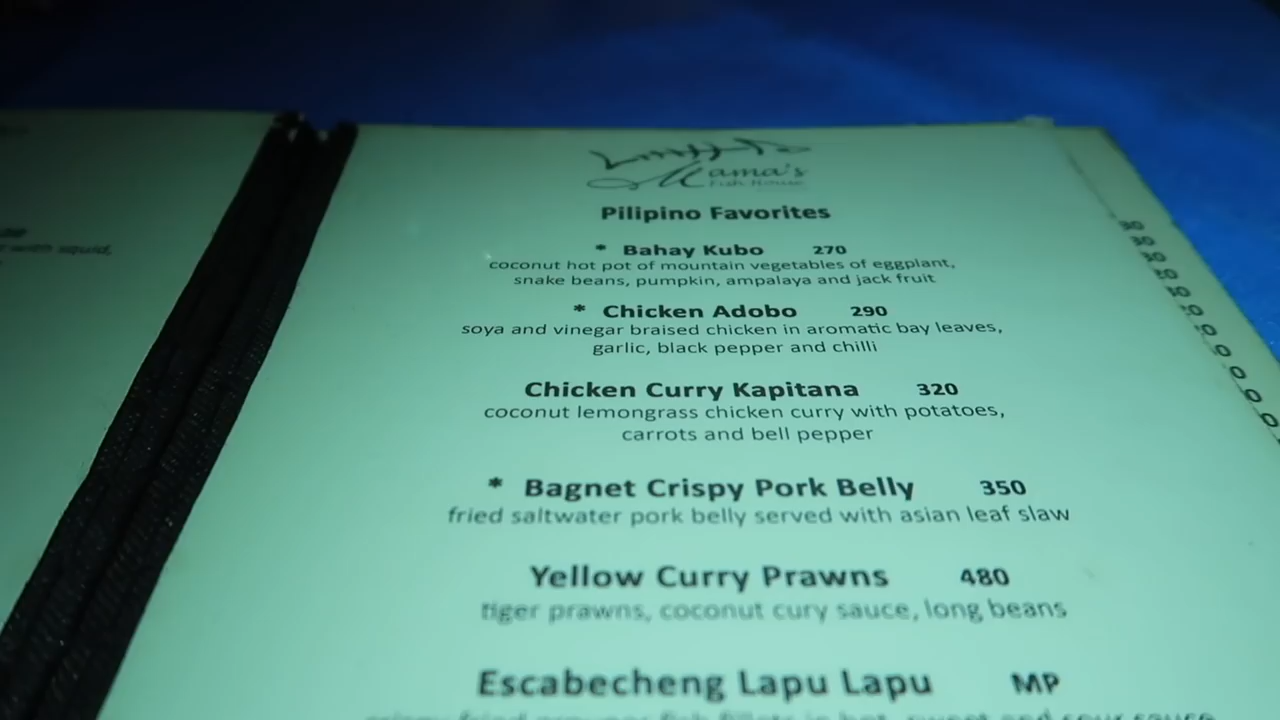 Mama's
Fish House
Pilipino Favorites
* Bahay Kubo 270
coconut hot pot of mountain vegetables of eggplant,
snake beans, pumpkin, ampalaya and jack fruit
* Chicken Adobo 290
soya and vinegar braised chicken in aromatic bay leaves,
garlic, black pepper and chilli
Chicken Curry Kapitana 320
coconut lemongrass chicken curry with potatoes,
carrots and bell pepper
* Bagnet Crispy Pork Belly 350
fried saltwater pork belly served with asian leaf slaw
Yellow Curry Prawns 480
tiger prawns, coconut cury sauce, long beans
Escabecheng Lapu Lapu MP
with squid,